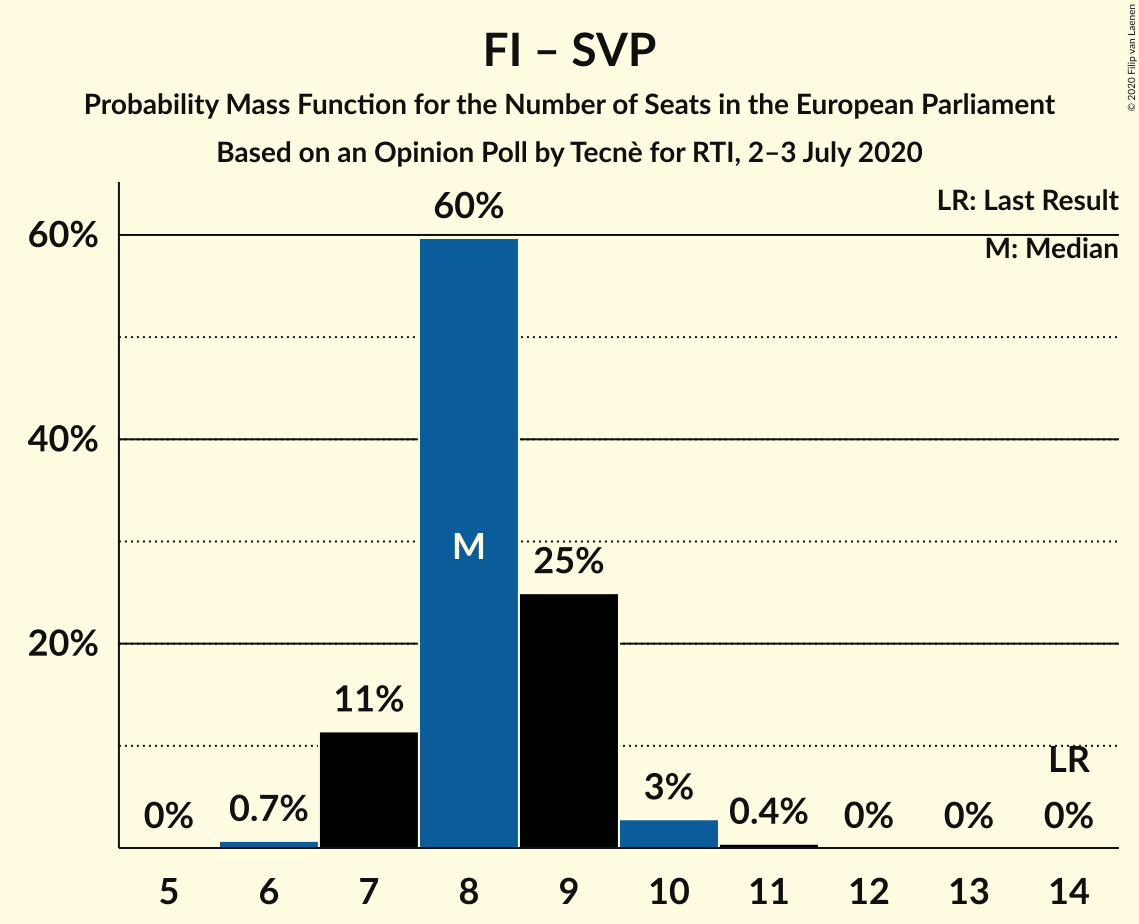 FI – SVP
Probability Mass Function for the Number of Seats in the European Parliament
Based on an Opinion Poll by Tecnè for RTI, 2–3 July 2020
© 2020 Filip van Laenen
LR: Last Result
M: Median
60%
40%
20%
0%
0.7%
11%
60%
M
25%
3%
0.4%
0%
0%
LR
0%
5 6 7 8 9 10 11 12 13 14